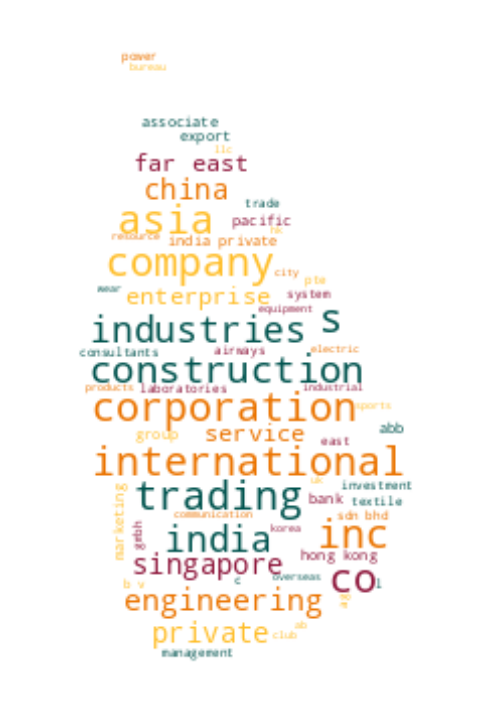 power
bureau
associate
export
llc
far east
china
trade
asia
pacific
hk
resource
india private
company
city
pte
wear
enterprise
system
equipment
industries
s
consultants
airways
electric
construction
products
laboratories
industrial
corporation
sports
abb
group
service
east
international
uk
investment
marketing
trading
bank
textile
communication
sdn bhd
gmbh
india
korea
inc
hong kong
singapore
c
overseas
co
l
b v
engineering
ag
ab
private
club
management